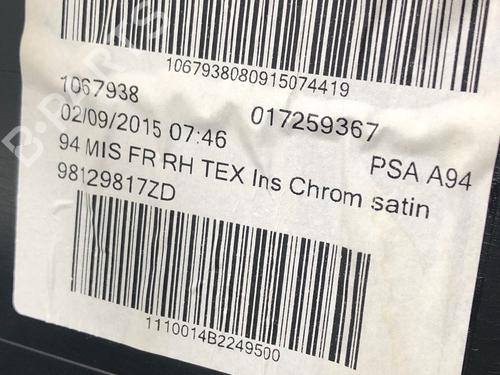 1067938080915074419
1067938
017259367
02/09/2015 07:46
PSA A94
94 MIS FR RH TEX Ins Chrom satin
98129817ZD
1110014B2249500
B-PARTS